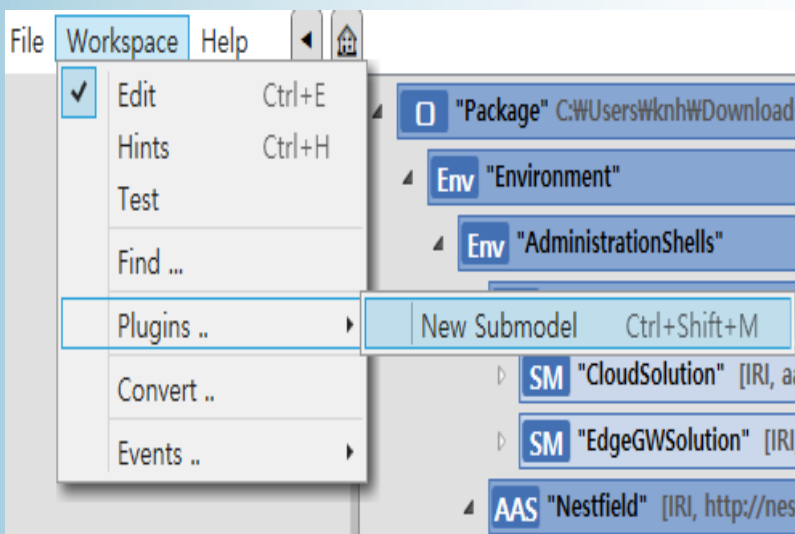 File Workspace Help
Edit Ctrl+E
Hints Ctrl+H
Test
Find ...
Plugins ..
New Submodel Ctrl+Shift+M
Convert ..
Events ..
"Package" C:₩Users₩knh₩Download
Env "Environment"
Env "AdministrationShells"
SM "CloudSolution" [IRI, a
SM "EdgeGWSolution" [IRI
AAS "Nestfield" [IRI, http://nes